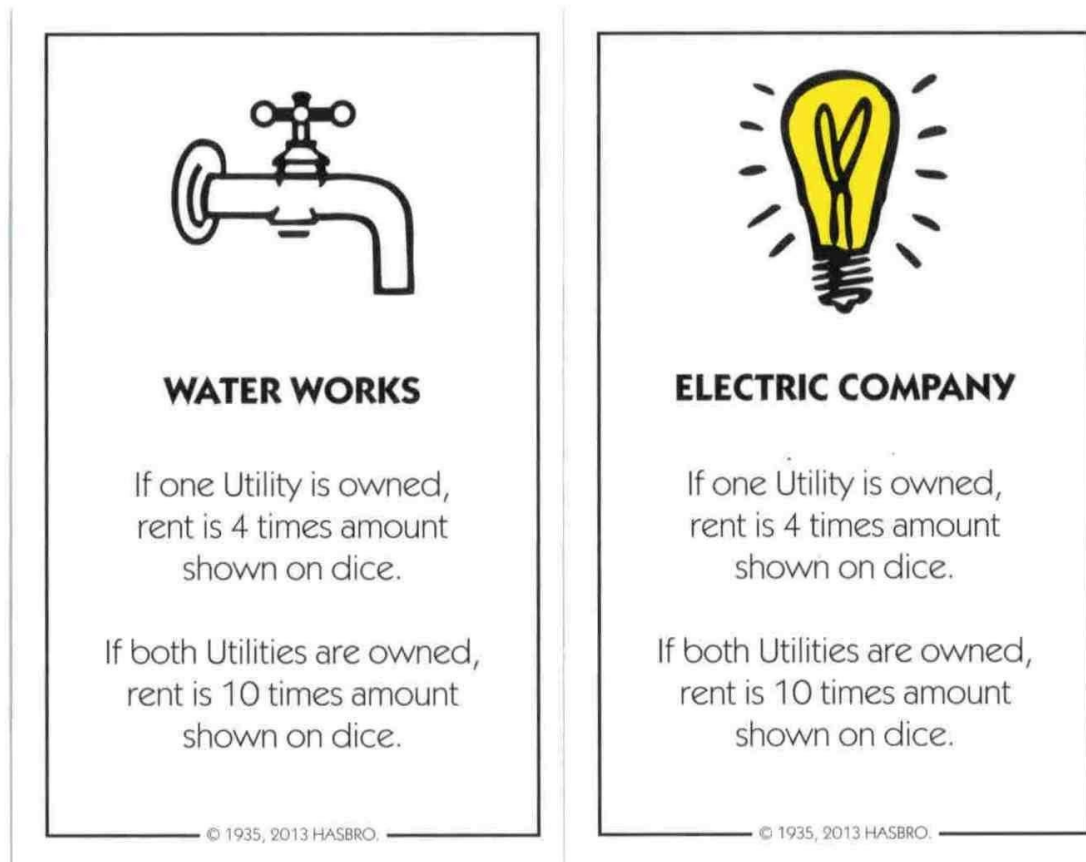 WATER WORKS
If one Utility is owned,
rent is 4 times amount
shown on dice.
If both Utilities are owned,
rent is 10 times amount
shown on dice.
© 1935, 2013 HASBRO.
ELECTRIC COMPANY
If one Utility is owned,
rent is 4 times amount
shown on dice.
If both Utilities are owned,
rent is 10 times amount
shown on dice.
© 1935, 2013 HASBRO.